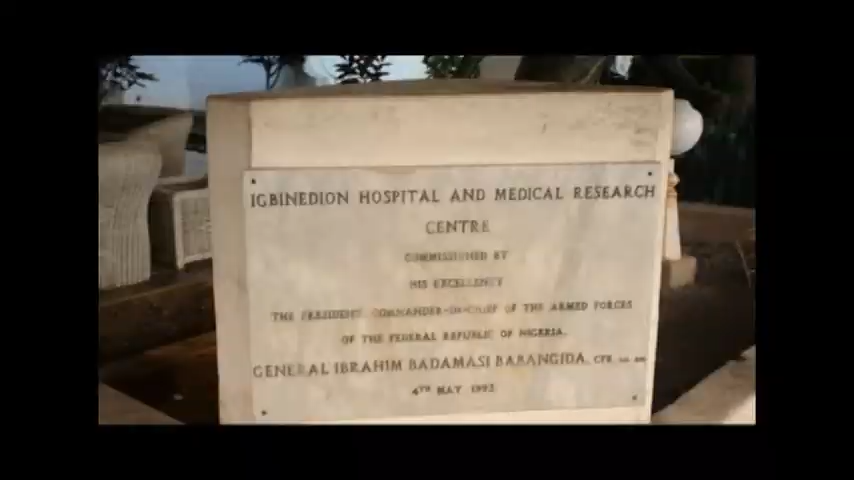 IGBINEDION HOSPITAL AND MEDICAL RESEARCH
CENTRE
COMMISSIONED BY
HIS EXCELLENCY
THE PRESIDENT, COMMANDER-IN-CHIEF OF THE ARMED FORCES
OF THE FEDERAL REPUBLIC OF NIGERIA.
GENERAL IBRAHIM BADAMASI BABANGIDA, CFR
4TH MAY 1993